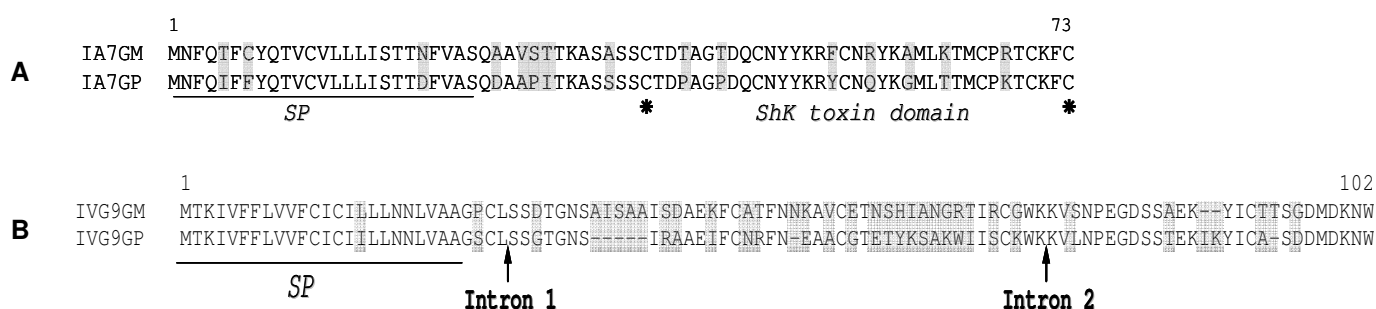 1 73
A
IA7GM MNFQTFCYQTVCVLLLISTTNFVASQAAVSTTKASASSCTDTAGTDQCNYYKRFCNRYKAMLKTMCPRTCKFC
IA7GP MNFQIFFYQTVCVLLLISTTDFVASQDAAPITKASSSSCTDPAGPDQCNYYKRYCNQYKGMLTTMCPKTCKFC
* *
SP ShK toxin domain
1 102
B
IVG9GM MTKIVFFLVVFCICILLLNNLVAAGPCLSSDTGNSAISAAISDAEKFCATFNNKAVCETNSHIANGRTIRCGWKKVSNPEGDSSAEK--YICTTSGDMDKNW
IVG9GP MTKIVFFLVVFCICIILLNNLVAAGSCLSSGTGNS-----IRAAEIFCNRFN-EAACGTETYKSAKWIISCKWKKVLNPEGDSSTEKIKYICA-SDDMDKNW
SP Intron 1 Intron 2